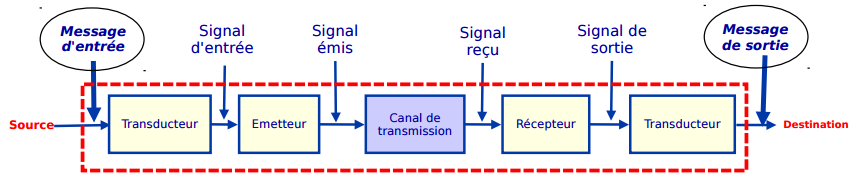 Message
d'entrée
Signal
d'entrée
Signal
émis
Signal
reçu
Signal de
sortie
Message
de sortie
Source
Transducteur
Emetteur
Canal de
transmission
Récepteur
Transducteur
Destination